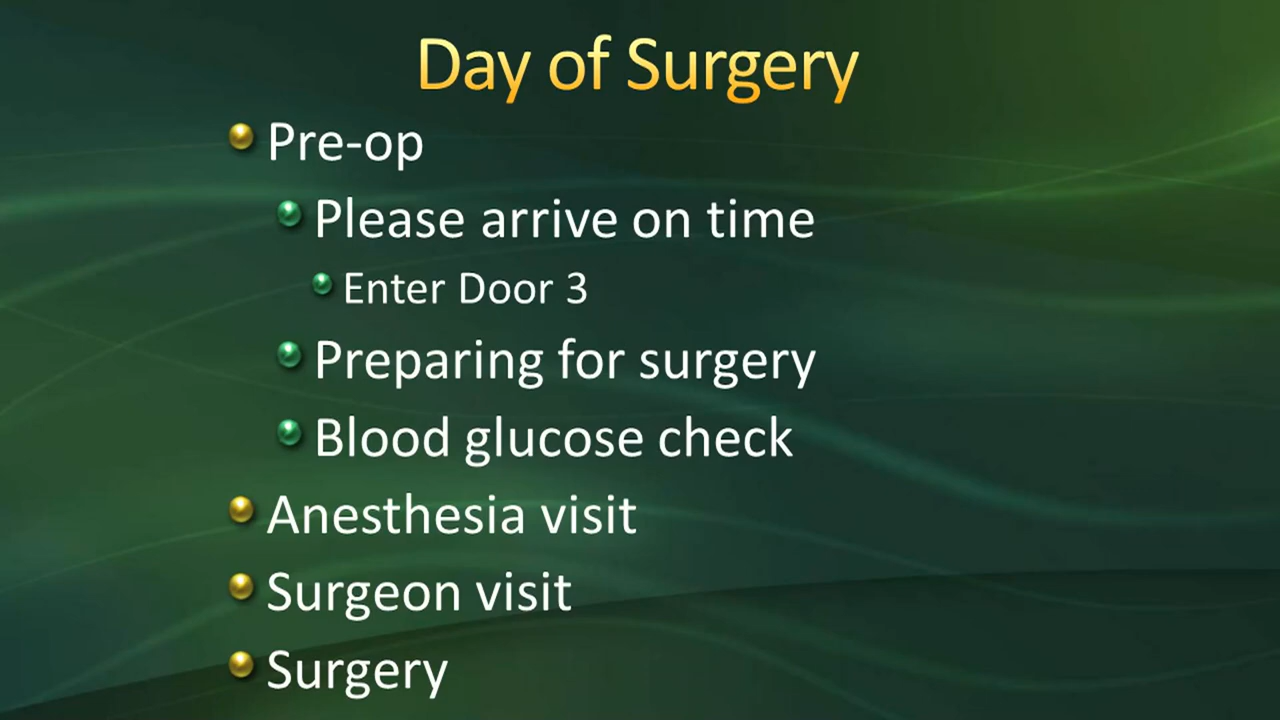 Day of Surgery
Pre-op
Please arrive on time
Enter Door 3
Preparing for surgery
Blood glucose check
Anesthesia visit
Surgeon visit
Surgery